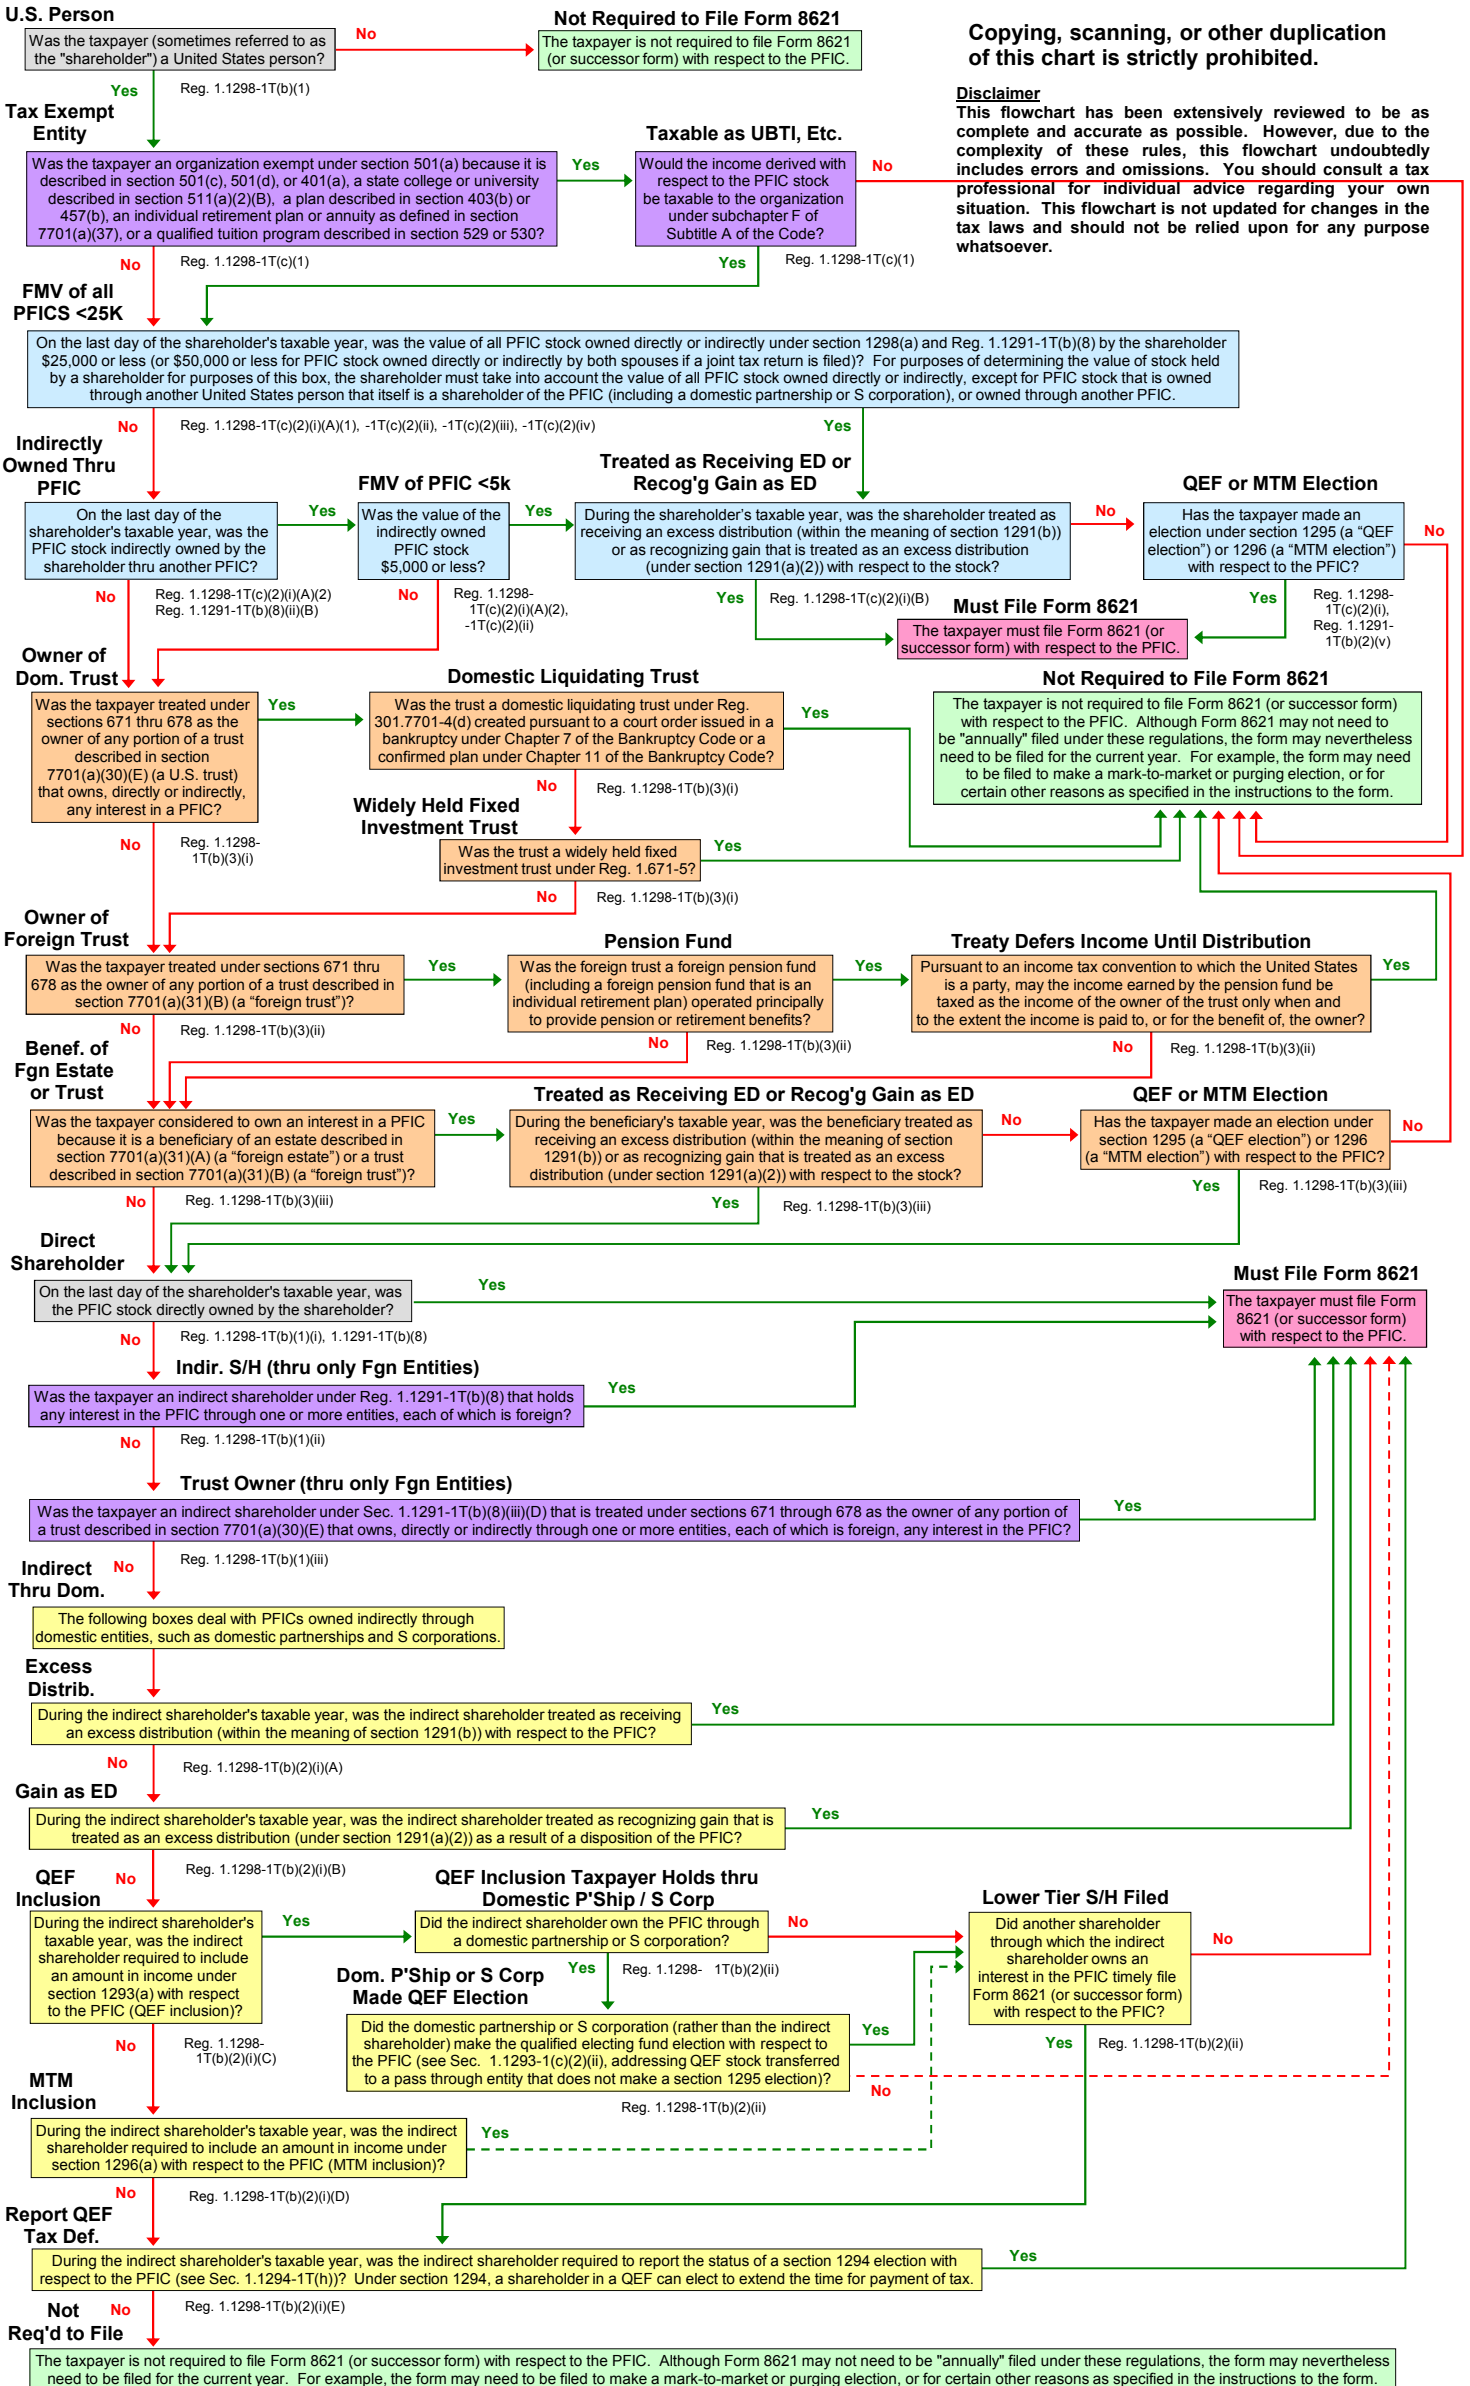 U.S. Person
Was the taxpayer (sometimes referred to as
the "shareholder") a United States person?
No
Not Required to File Form 8621
The taxpayer is not required to file Form 8621
(or successor form) with respect to the PFIC.
Copying, scanning, or other duplication
of this chart is strictly prohibited.
Disclaimer
This flowchart has been extensively reviewed to be as
complete and accurate as possible. However, due to the
complexity of these rules, this flowchart undoubtedly
includes errors and omissions. You should consult a tax
professional for individual advice regarding your own
situation. This flowchart is not updated for changes in the
tax laws and should not be relied upon for any purpose
whatsoever.
Yes
Reg. 1.1298-1T(b)(1)
Tax Exempt
Entity
Was the taxpayer an organization exempt under section 501(a) because it is
described in section 501(c), 501(d), or 401(a), a state college or university
described in section 511(a)(2)(B), a plan described in section 403(b) or
457(b), an individual retirement plan or annuity as defined in section
7701(a)(37), or a qualified tuition program described in section 529 or 530?
Yes
Taxable as UBTI, Etc.
Would the income derived with
respect to the PFIC stock
be taxable to the organization
under subchapter F of
Subtitle A of the Code?
No
No
Reg. 1.1298-1T(c)(1)
Yes
Reg. 1.1298-1T(c)(1)
FMV of all
PFICS <25K
On the last day of the shareholder's taxable year, was the value of all PFIC stock owned directly or indirectly under section 1298(a) and Reg. 1.1291-1T(b)(8) by the shareholder
$25,000 or less (or $50,000 or less for PFIC stock owned directly or indirectly by both spouses if a joint tax return is filed)? For purposes of determining the value of stock held
by a shareholder for purposes of this box, the shareholder must take into account the value of all PFIC stock owned directly or indirectly, except for PFIC stock that is owned
through another United States person that itself is a shareholder of the PFIC (including a domestic partnership or S corporation), or owned through another PFIC.
No
Reg. 1.1298-1T(c)(2)(i)(A)(1), -1T(c)(2)(ii), -1T(c)(2)(iii), -1T(c)(2)(iv)
Yes
Indirectly
Owned Thru
PFIC
On the last day of the
shareholder's taxable year, was the
PFIC stock indirectly owned by the
shareholder thru another PFIC?
Yes
FMV of PFIC <5k
Was the value of the
indirectly owned
PFIC stock
$5,000 or less?
Yes
Treated as Receiving ED or
Recog'g Gain as ED
During the shareholder's taxable year, was the shareholder treated as
receiving an excess distribution (within the meaning of section 1291(b))
or as recognizing gain that is treated as an excess distribution
(under section 1291(a)(2)) with respect to the stock?
No
QEF or MTM Election
Has the taxpayer made an
election under section 1295 (a “QEF
election”) or 1296 (a “MTM election”)
with respect to the PFIC?
No
No
Reg. 1.1298-1T(c)(2)(i)(A)(2)
Reg. 1.1291-1T(b)(8)(ii)(B)
No
Reg. 1.1298-
1T(c)(2)(i)(A)(2),
-1T(c)(2)(ii)
Yes
Reg. 1.1298-1T(c)(2)(i)(B)
Must File Form 8621
The taxpayer must file Form 8621 (or
successor form) with respect to the PFIC.
Yes
Reg. 1.1298-
1T(c)(2)(i),
Reg. 1.1291-
1T(b)(2)(v)
Owner of
Dom. Trust
Was the taxpayer treated under
sections 671 thru 678 as the
owner of any portion of a trust
described in section
7701(a)(30)(E) (a U.S. trust)
that owns, directly or indirectly,
any interest in a PFIC?
Yes
Domestic Liquidating Trust
Was the trust a domestic liquidating trust under Reg.
301.7701-4(d) created pursuant to a court order issued in a
bankruptcy under Chapter 7 of the Bankruptcy Code or a
confirmed plan under Chapter 11 of the Bankruptcy Code?
Yes
Not Required to File Form 8621
The taxpayer is not required to file Form 8621 (or successor form)
with respect to the PFIC. Although Form 8621 may not need to
be "annually" filed under these regulations, the form may nevertheless
need to be filed for the current year. For example, the form may need
to be filed to make a mark-to-market or purging election, or for
certain other reasons as specified in the instructions to the form.
No
Reg. 1.1298-1T(b)(3)(i)
Widely Held Fixed
Investment Trust
Was the trust a widely held fixed
investment trust under Reg. 1.671-5?
Yes
No
Reg. 1.1298-
1T(b)(3)(i)
No
Reg. 1.1298-1T(b)(3)(i)
Owner of
Foreign Trust
Was the taxpayer treated under sections 671 thru
678 as the owner of any portion of a trust described in
section 7701(a)(31)(B) (a “foreign trust”)?
Yes
Pension Fund
Was the foreign trust a foreign pension fund
(including a foreign pension fund that is an
individual retirement plan) operated principally
to provide pension or retirement benefits?
Yes
Treaty Defers Income Until Distribution
Pursuant to an income tax convention to which the United States
is a party, may the income earned by the pension fund be
taxed as the income of the owner of the trust only when and
to the extent the income is paid to, or for the benefit of, the owner?
Yes
No
Reg. 1.1298-1T(b)(3)(ii)
No
Reg. 1.1298-1T(b)(3)(ii)
No
Reg. 1.1298-1T(b)(3)(ii)
Benef. of
Fgn Estate
or Trust
Was the taxpayer considered to own an interest in a PFIC
because it is a beneficiary of an estate described in
section 7701(a)(31)(A) (a “foreign estate”) or a trust
described in section 7701(a)(31)(B) (a “foreign trust”)?
Yes
Treated as Receiving ED or Recog'g Gain as ED
During the beneficiary's taxable year, was the beneficiary treated as
receiving an excess distribution (within the meaning of section
1291(b)) or as recognizing gain that is treated as an excess
distribution (under section 1291(a)(2)) with respect to the stock?
No
QEF or MTM Election
Has the taxpayer made an election under
section 1295 (a “QEF election”) or 1296
(a “MTM election”) with respect to the PFIC?
No
No
Reg. 1.1298-1T(b)(3)(iii)
Yes
Reg. 1.1298-1T(b)(3)(iii)
Yes
Reg. 1.1298-1T(b)(3)(iii)
Direct
Shareholder
On the last day of the shareholder's taxable year, was
the PFIC stock directly owned by the shareholder?
Yes
Must File Form 8621
The taxpayer must file Form
8621 (or successor form)
with respect to the PFIC.
No
Reg. 1.1298-1T(b)(1)(i), 1.1291-1T(b)(8)
Indir. S/H (thru only Fgn Entities)
Was the taxpayer an indirect shareholder under Reg. 1.1291-1T(b)(8) that holds
any interest in the PFIC through one or more entities, each of which is foreign?
Yes
No
Reg. 1.1298-1T(b)(1)(ii)
Trust Owner (thru only Fgn Entities)
Was the taxpayer an indirect shareholder under Sec. 1.1291-1T(b)(8)(iii)(D) that is treated under sections 671 through 678 as the owner of any portion of
a trust described in section 7701(a)(30)(E) that owns, directly or indirectly through one or more entities, each of which is foreign, any interest in the PFIC?
Yes
No
Reg. 1.1298-1T(b)(1)(iii)
Indirect
Thru Dom.
The following boxes deal with PFICs owned indirectly through
domestic entities, such as domestic partnerships and S corporations.
Excess
Distrib.
During the indirect shareholder's taxable year, was the indirect shareholder treated as receiving
an excess distribution (within the meaning of section 1291(b)) with respect to the PFIC?
Yes
No
Reg. 1.1298-1T(b)(2)(i)(A)
Gain as ED
During the indirect shareholder's taxable year, was the indirect shareholder treated as recognizing gain that is
treated as an excess distribution (under section 1291(a)(2)) as a result of a disposition of the PFIC?
Yes
No
Reg. 1.1298-1T(b)(2)(i)(B)
QEF
Inclusion
During the indirect shareholder's
taxable year, was the indirect
shareholder required to include
an amount in income under
section 1293(a) with respect
to the PFIC (QEF inclusion)?
Yes
QEF Inclusion Taxpayer Holds thru
Domestic P'Ship / S Corp
Did the indirect shareholder own the PFIC through
a domestic partnership or S corporation?
No
Lower Tier S/H Filed
Did another shareholder
through which the indirect
shareholder owns an
interest in the PFIC timely file
Form 8621 (or successor form)
with respect to the PFIC?
No
Yes
Reg. 1.1298- 1T(b)(2)(ii)
Dom. P'Ship or S Corp
Made QEF Election
Did the domestic partnership or S corporation (rather than the indirect
shareholder) make the qualified electing fund election with respect to
the PFIC (see Sec. 1.1293-1(c)(2)(ii), addressing QEF stock transferred
to a pass through entity that does not make a section 1295 election)?
Yes
No
Reg. 1.1298-1T(b)(2)(ii)
Yes
Reg. 1.1298-1T(b)(2)(ii)
No
Reg. 1.1298-
1T(b)(2)(i)(C)
MTM
Inclusion
During the indirect shareholder's taxable year, was the indirect
shareholder required to include an amount in income under
section 1296(a) with respect to the PFIC (MTM inclusion)?
Yes
No
Reg. 1.1298-1T(b)(2)(i)(D)
Report QEF
Tax Def.
During the indirect shareholder's taxable year, was the indirect shareholder required to report the status of a section 1294 election with
respect to the PFIC (see Sec. 1.1294-1T(h))? Under section 1294, a shareholder in a QEF can elect to extend the time for payment of tax.
Yes
No
Reg. 1.1298-1T(b)(2)(i)(E)
Not
Req'd to File
The taxpayer is not required to file Form 8621 (or successor form) with respect to the PFIC. Although Form 8621 may not need to be "annually" filed under these regulations, the form may nevertheless
need to be filed for the current year. For example, the form may need to be filed to make a mark-to-market or purging election, or for certain other reasons as specified in the instructions to the form.